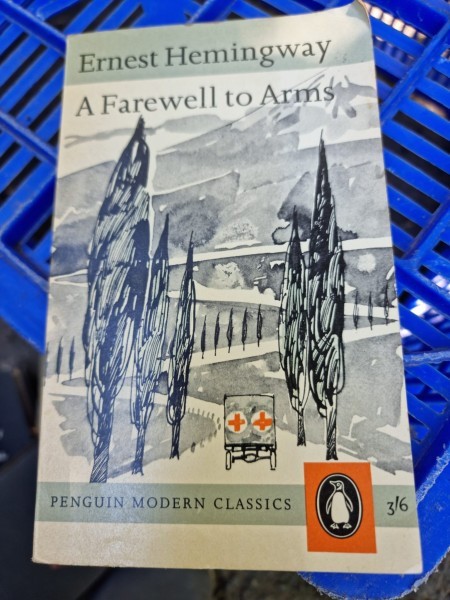 Ernest Hemingway
A Farewell to Arms
PENGUIN MODERN CLASSICS
3/6